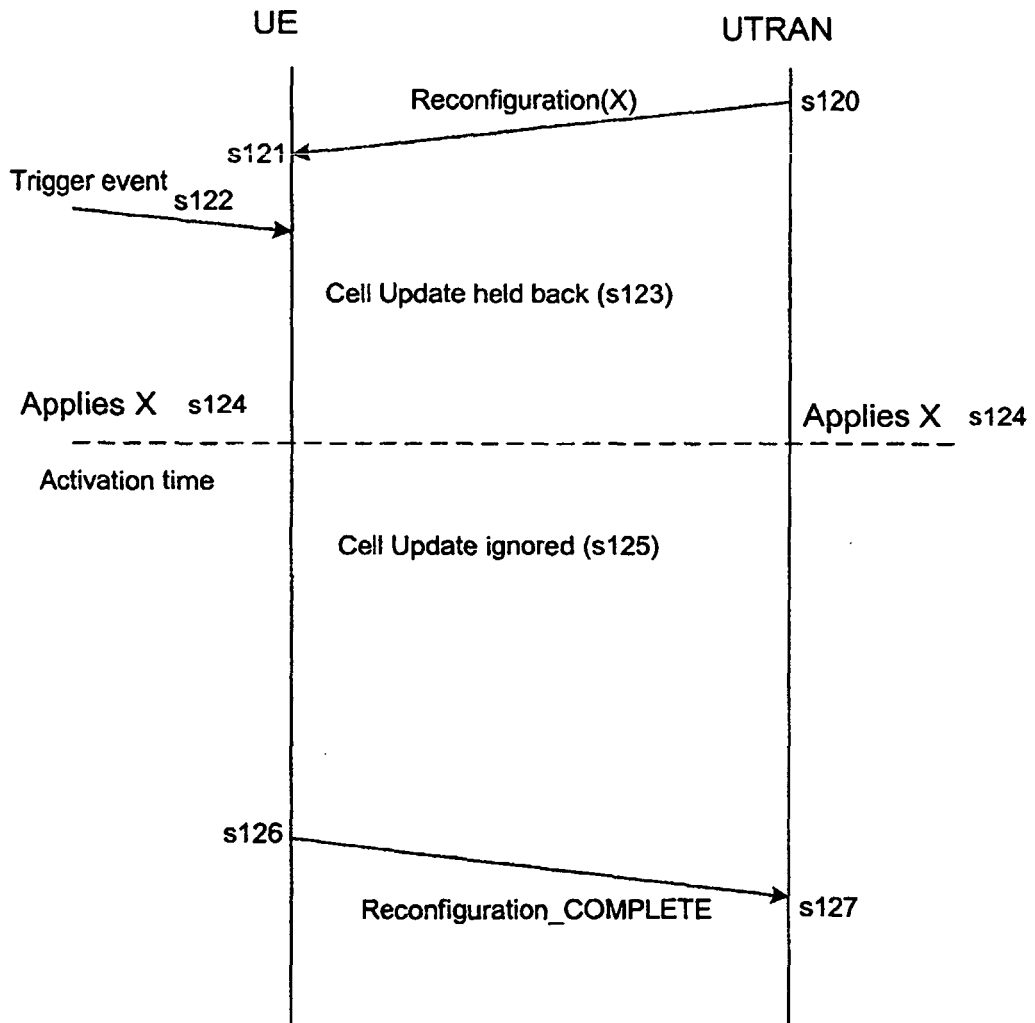 UE
UTRAN
Reconfiguration(X)
s120
s121
Trigger event
s122
Cell Update held back (s123)
Applies X s124
Applies X s124
Activation time
Cell Update ignored (s125)
s126
Reconfiguration_COMPLETE
s127